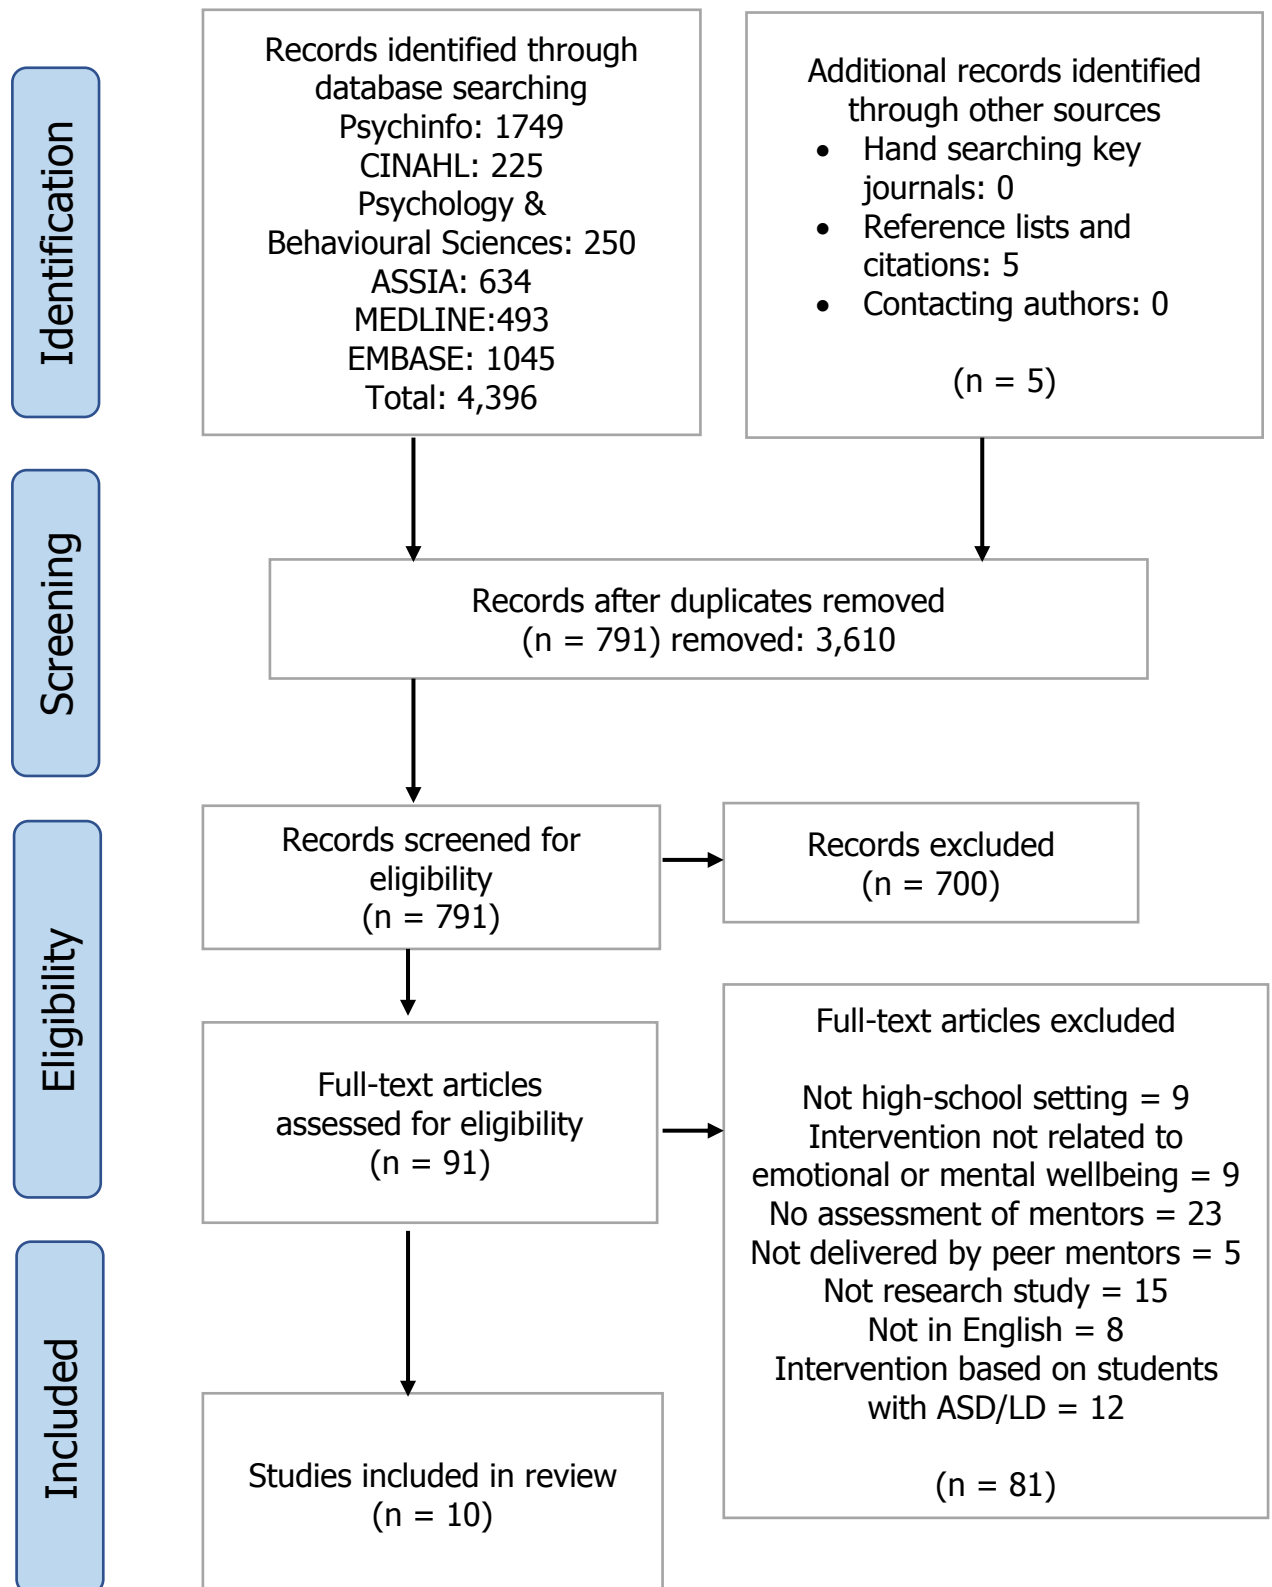 Identification
Records identified through
database searching
Psychinfo: 1749
CINAHL: 225
Psychology &
Behavioural Sciences: 250
ASSIA: 634
MEDLINE:493
EMBASE: 1045
Total: 4,396
Additional records identified
through other sources
• Hand searching key
journals: 0
• Reference lists and
citations: 5
• Contacting authors: 0
(n = 5)
Screening
Records after duplicates removed
(n = 791) removed: 3,610
Eligibility
Records screened for
eligibility
(n = 791)
Records excluded
(n = 700)
Full-text articles
assessed for eligibility
(n = 91)
Full-text articles excluded
Not high-school setting = 9
Intervention not related to
emotional or mental wellbeing = 9
No assessment of mentors = 23
Not delivered by peer mentors = 5
Not research study = 15
Not in English = 8
Intervention based on students
with ASD/LD = 12
(n = 81)
Included
Studies included in review
(n = 10)